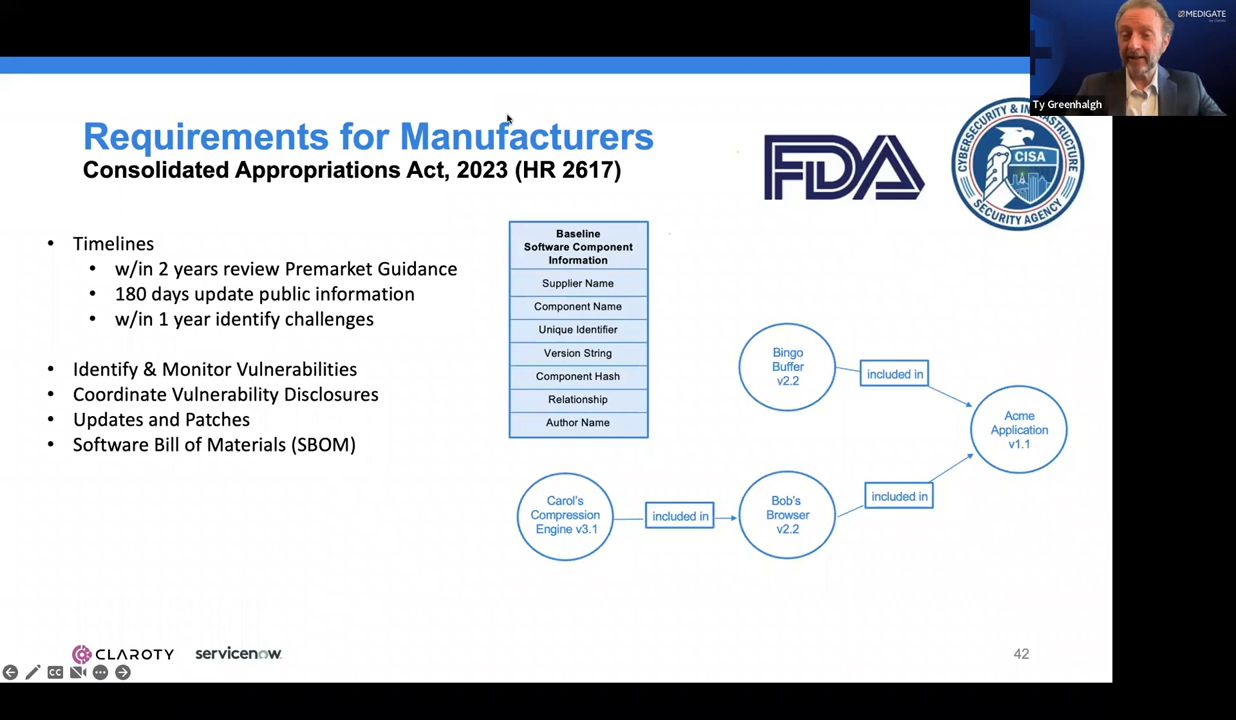 MEDIGATE
Ty Greenhalgh
Requirements for Manufacturers
Consolidated Appropriations Act, 2023 (HR 2617)
FDA
CYBERSECURITY & INFRASTRUCTURE
CISA
SECURITY AGENCY
• Timelines
• w/in 2 years review Premarket Guidance
• 180 days update public information
• w/in 1 year identify challenges
• Identify & Monitor Vulnerabilities
• Coordinate Vulnerability Disclosures
• Updates and Patches
• Software Bill of Materials (SBOM)
Baseline
Software Component
Information
Supplier Name
Component Name
Unique Identifier
Version String
Component Hash
Relationship
Author Name
Bingo
Buffer
v2.2
included in
Acme
Application
v1.1
Carol's
Compression
Engine v3.1
included in
Bob's
Browser
v2.2
included in
CLAROTY
servicenow
42
CC